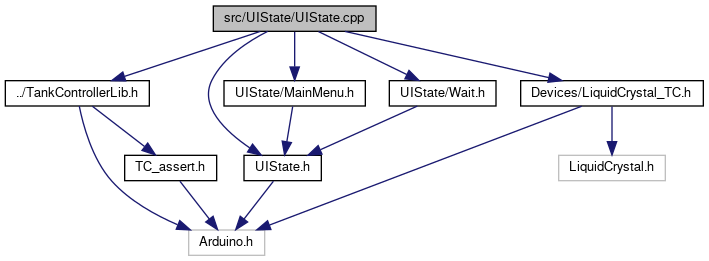 src/UIState/UIState.cpp
../TankControllerLib.h
UIState/MainMenu.h
UIState/Wait.h
Devices/LiquidCrystal_TC.h
TC_assert.h
UIState.h
LiquidCrystal.h
Arduino.h